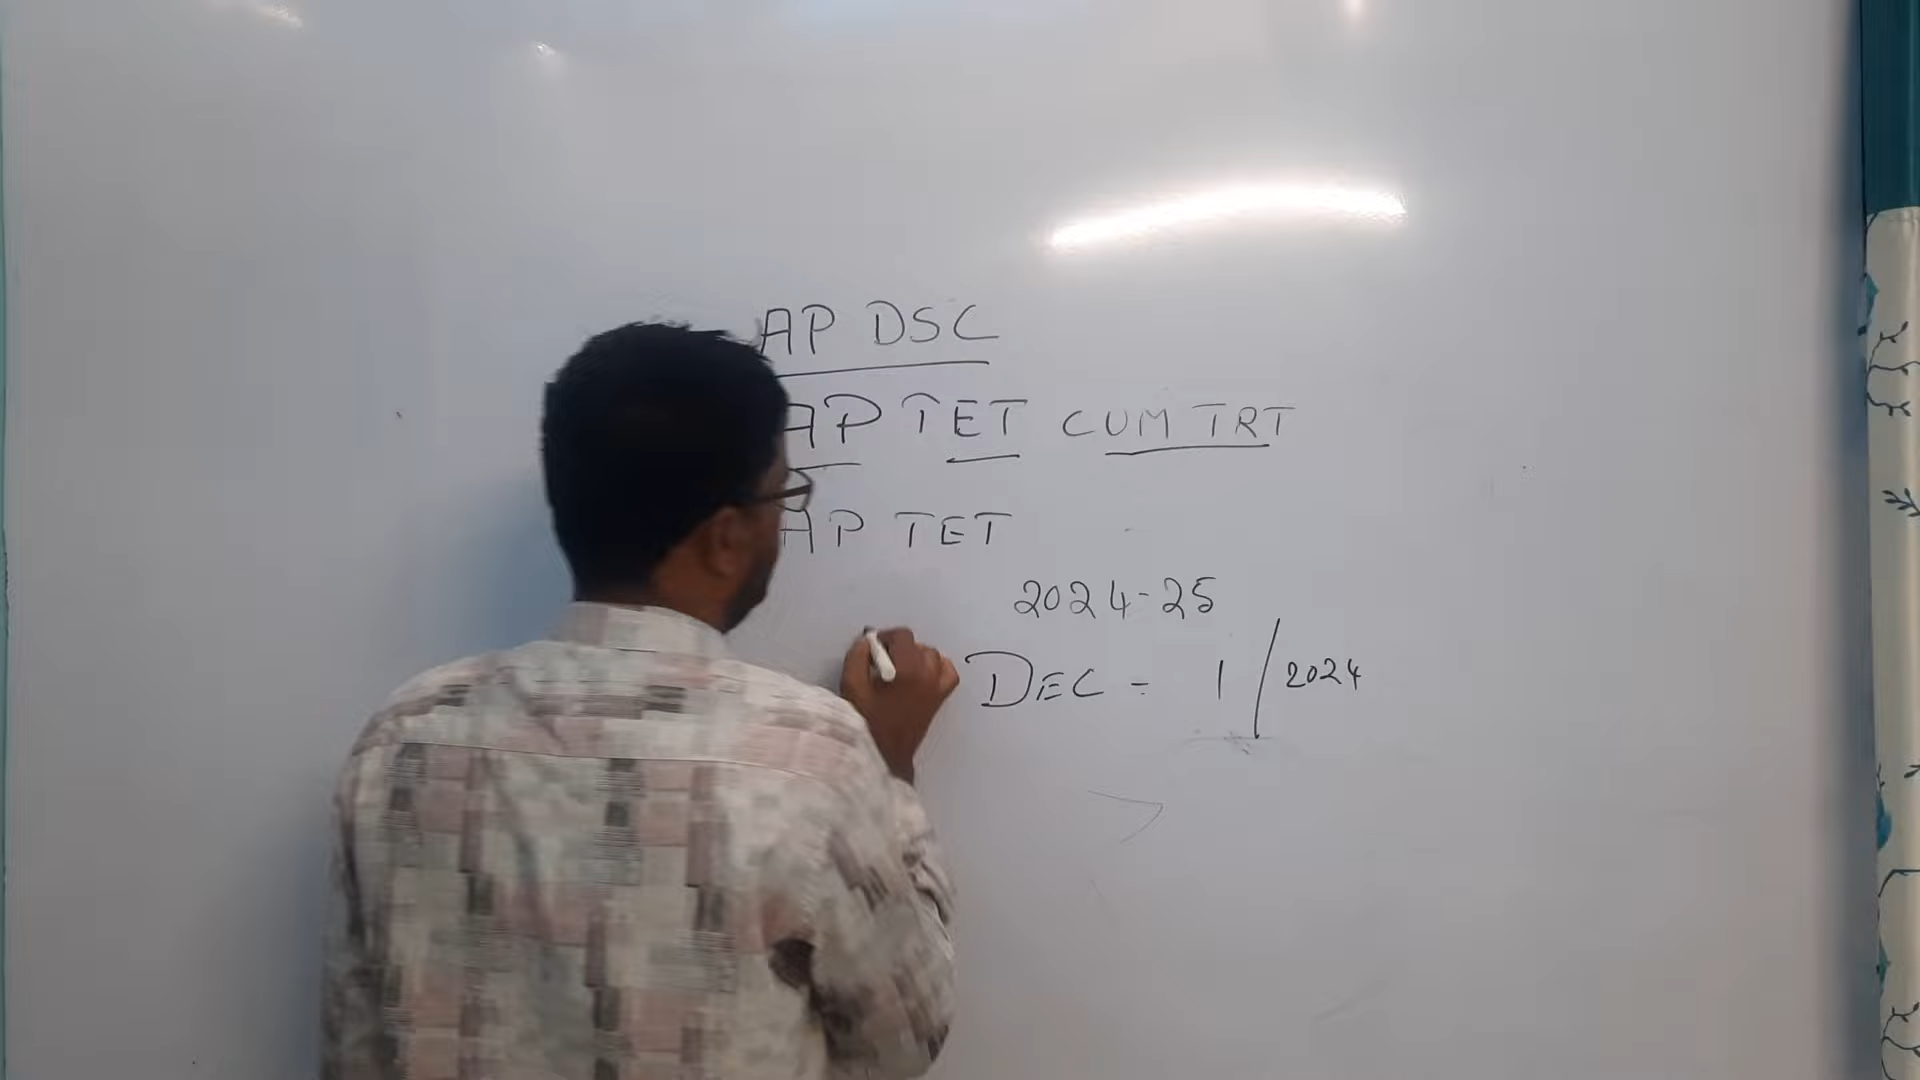 AP DSC
AP TET CUM TRT
AP TET
2024-25
DEC - 1/2024